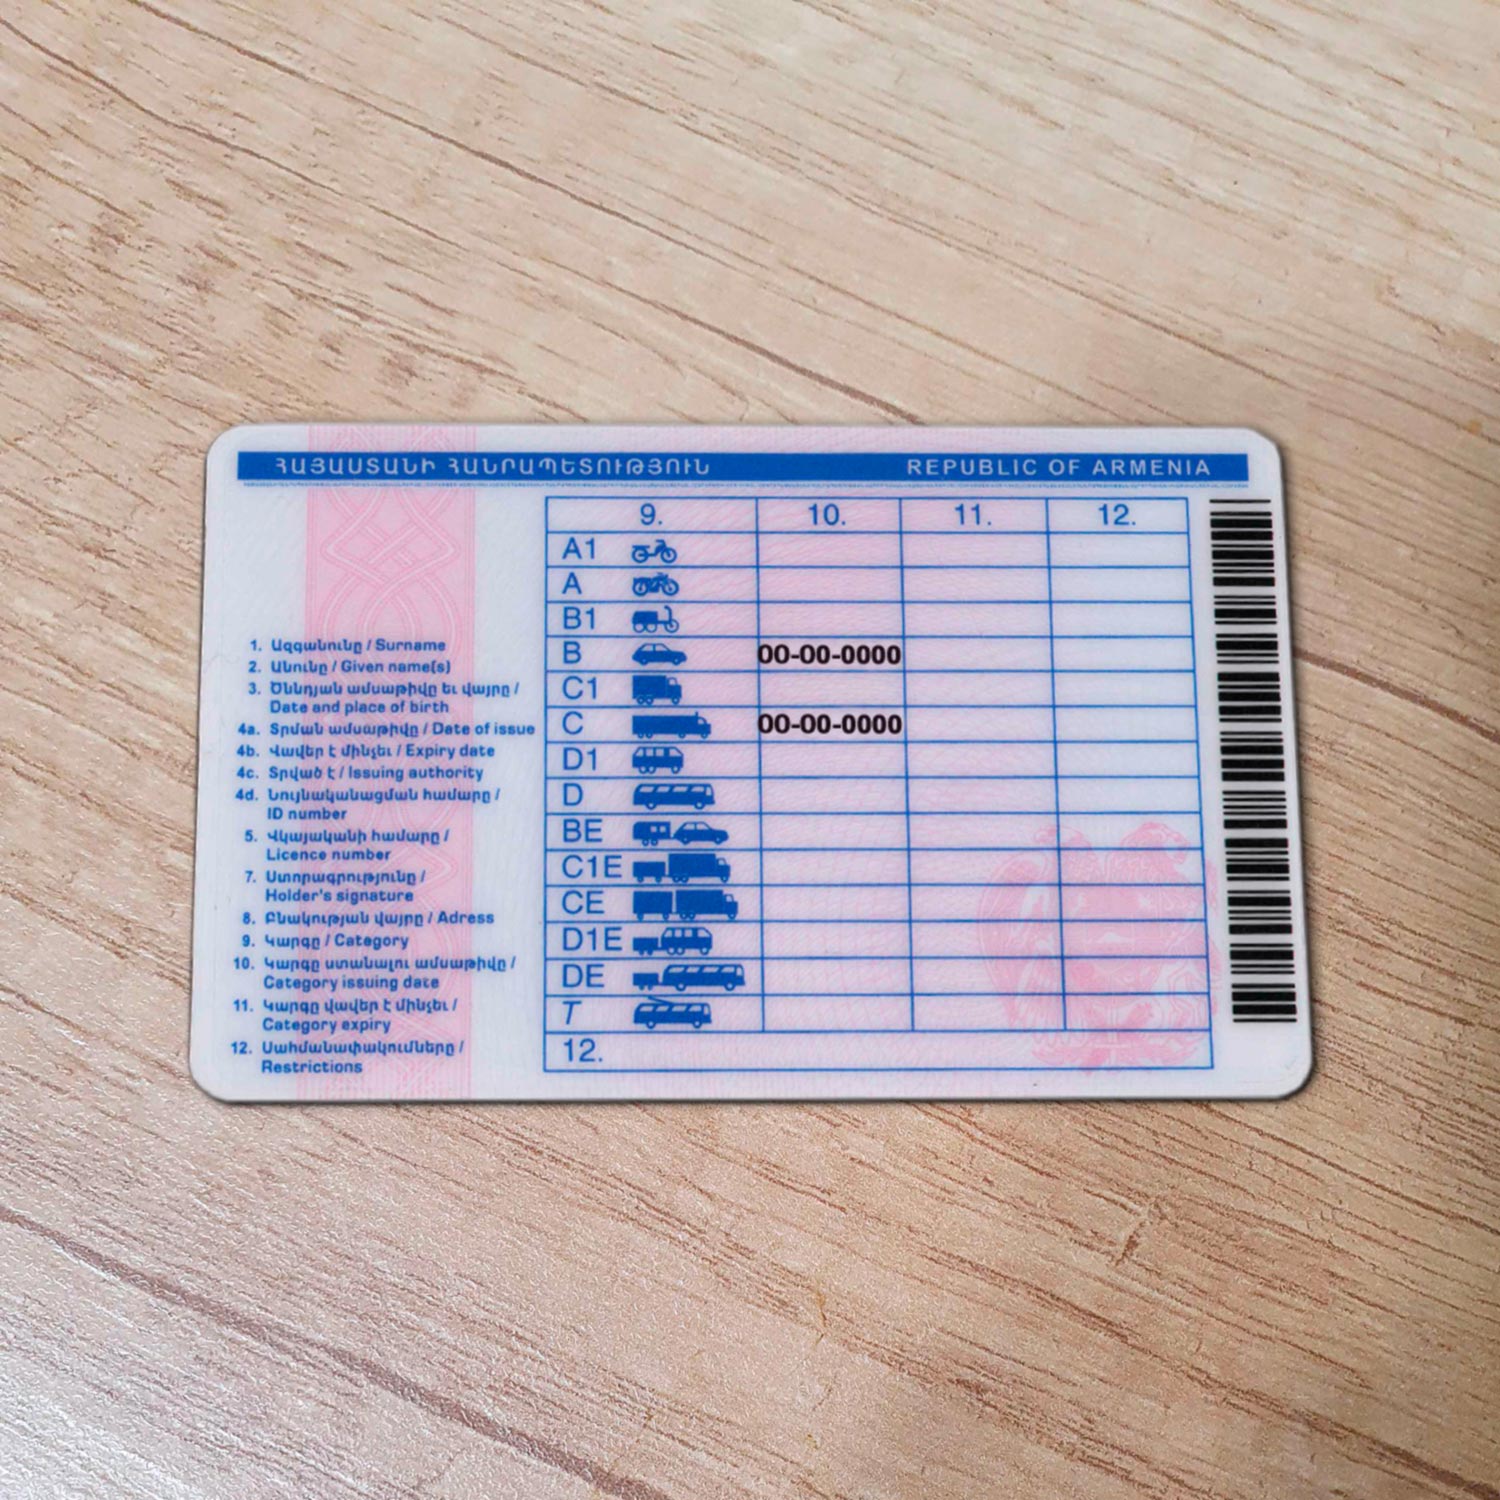 ՀԱՅԱՍՏԱՆԻ ՀԱՆՐԱՊԵՏՈՒԹՅՈՒՆ REPUBLIC OF ARMENIA
1. Ազգանունը / Surname
2. Անունը / Given name(s)
3. Ծննդյան ամսաթիվը եւ վայրը /
Date and place of birth
4a. Տրման ամսաթիվը / Date of issue
4b. Վավեր է մինչեւ / Expiry date
4c. Տրված է / Issuing authority
4d. Նույնականացման համարը /
ID number
5. Վկայականի համարը /
Licence number
7. Ստորագրությունը /
Holder's signature
8. Բնակության վայրը / Adress
9. Կարգը / Category
10. Կարգը ստանալու ամսաթիվը /
Category issuing date
11. Կարգը վավեր է մինչեւ /
Category expiry
12. Սահմանափակումները /
Restrictions
9. 10. 11. 12.
A1
A
B1
B 00-00-0000
C1
C 00-00-0000
D1
D
BE
C1E
CE
D1E
DE
T
12.